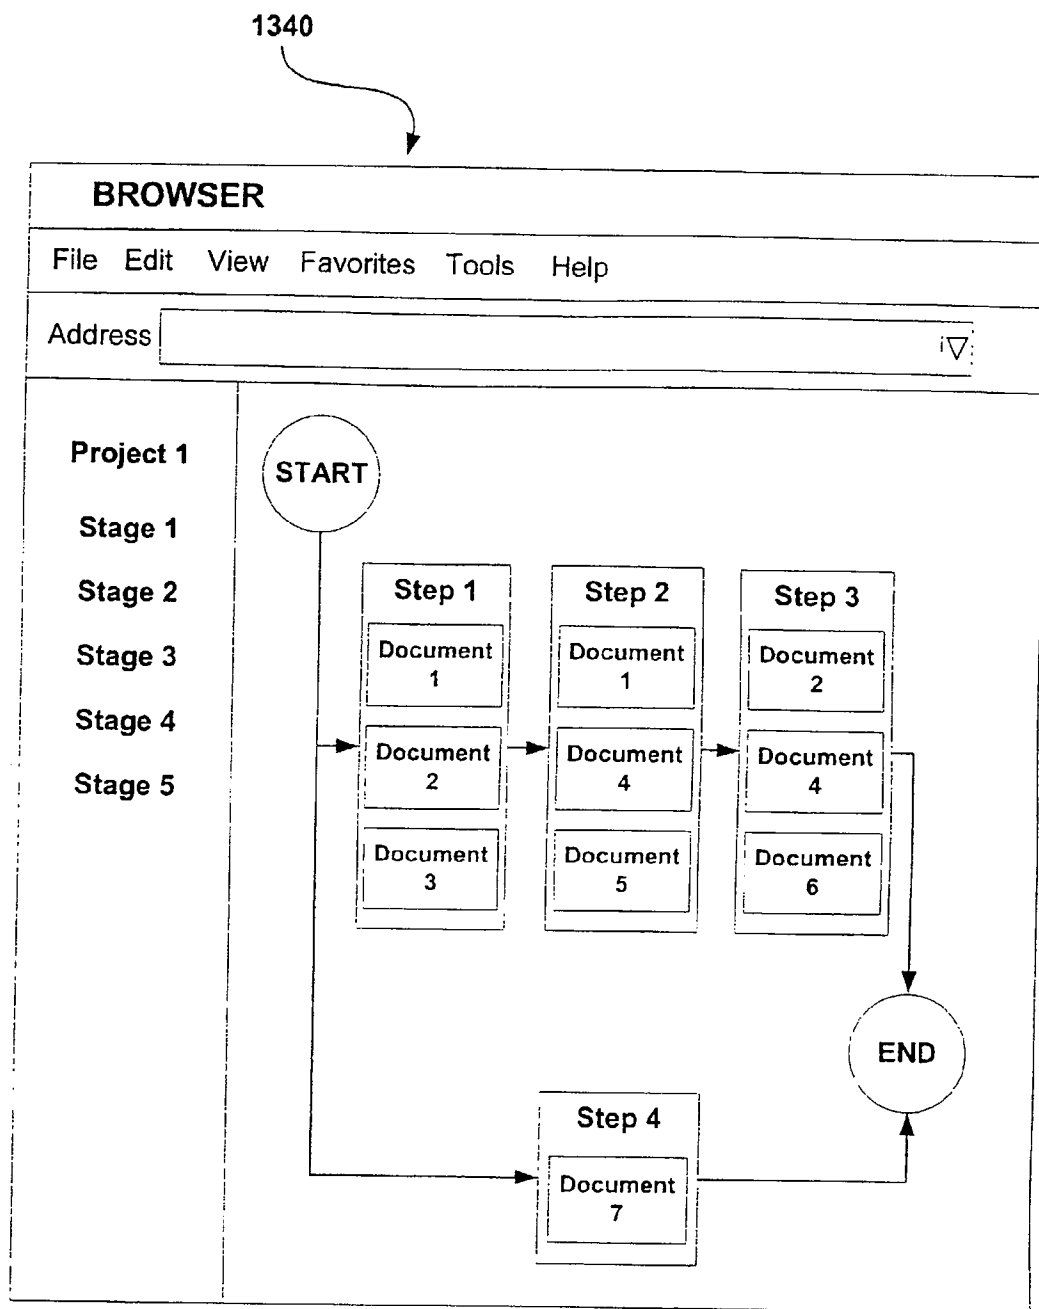 1340
BROWSER
File Edit View Favorites Tools Help
Address
Project 1
Stage 1
Stage 2
Stage 3
Stage 4
Stage 5
START
Step 1
Document
1
Document
2
Document
3
Step 2
Document
1
Document
4
Document
5
Step 3
Document
2
Document
4
Document
6
END
Step 4
Document
7